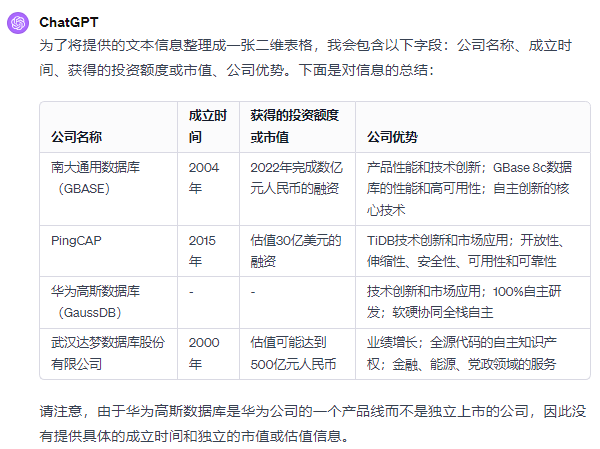 ChatGPT
为了将提供的文本信息整理成一张二维表格，我会包含以下字段：公司名称、成立时
间、获得的投资额度或市值、公司优势。下面是对信息的总结：
公司名称
成立时
间
获得的投资额度
或市值
公司优势
南大通用数据库
（GBASE）
2004
年
2022年完成数亿
元人民币的融资
产品性能和技术创新；GBase 8c数据
库的性能和高可用性；自主创新的核
心技术
PingCAP
2015
年
估值30亿美元的
融资
TiDB技术创新和市场应用；开放性、
伸缩性、安全性、可用性和可靠性
华为高斯数据库
（GaussDB）
-
-
技术创新和市场应用；100%自主研
发；软硬协同全栈自主
武汉达梦数据库股份
有限公司
2000
年
估值可能达到
500亿元人民币
业绩增长；全源代码的自主知识产
权；金融、能源、党政领域的服务
请注意，由于华为高斯数据库是华为公司的一个产品线而不是独立上市的公司，因此没
有提供具体的成立时间和独立的市值或估值信息。